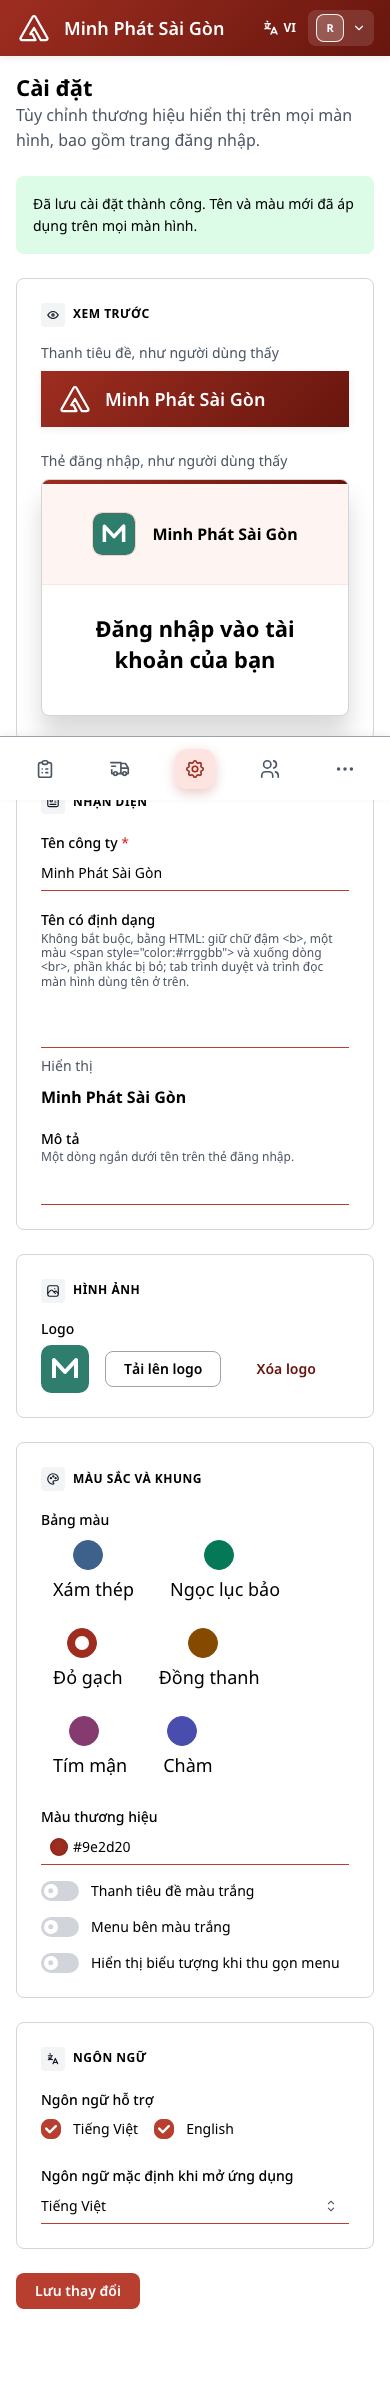 Minh Phát Sài Gòn
VI
R
Cài đặt
Tùy chỉnh thương hiệu hiển thị trên mọi màn
hình, bao gồm trang đăng nhập.
Đã lưu cài đặt thành công. Tên và màu mới đã áp
dụng trên mọi màn hình.
XEM TRƯỚC
Thanh tiêu đề, như người dùng thấy
Minh Phát Sài Gòn
Thẻ đăng nhập, như người dùng thấy
Minh Phát Sài Gòn
Đăng nhập vào tài
khoản của bạn
NHẬN DIỆN
Tên công ty *
Minh Phát Sài Gòn
Tên có định dạng
Không bắt buộc, bằng HTML: giữ chữ đậm <b>, một
màu <span style="color:#rrggbb"> và xuống dòng
<br>, phần khác bị bỏ; tab trình duyệt và trình đọc
màn hình dùng tên ở trên.
Hiển thị
Minh Phát Sài Gòn
Mô tả
Một dòng ngắn dưới tên trên thẻ đăng nhập.
HÌNH ẢNH
Logo
Tải lên logo
Xóa logo
MÀU SẮC VÀ KHUNG
Bảng màu
Xám thép
Ngọc lục bảo
Đỏ gạch
Đồng thanh
Tím mận
Chàm
Màu thương hiệu
#9e2d20
Thanh tiêu đề màu trắng
Menu bên màu trắng
Hiển thị biểu tượng khi thu gọn menu
NGÔN NGỮ
Ngôn ngữ hỗ trợ
Tiếng Việt
English
Ngôn ngữ mặc định khi mở ứng dụng
Tiếng Việt
Lưu thay đổi